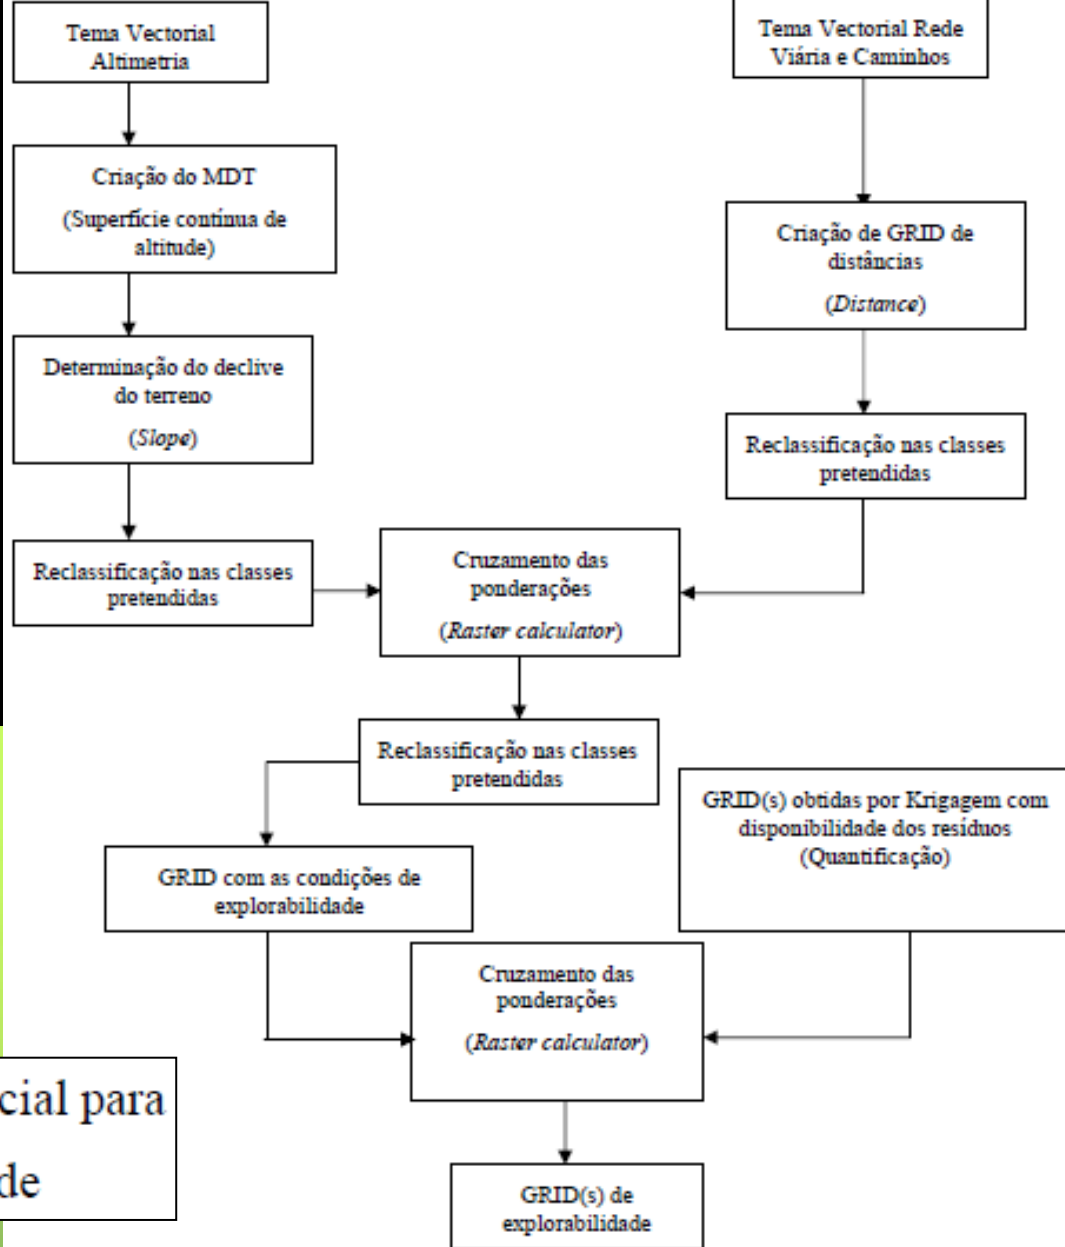 Tema Vectorial
Altimetria
Tema Vectorial Rede
Viária e Caminhos
Criação do MDT
(Superfície contínua de
altitude)
Criação de GRID de
distâncias
(Distance)
Determinação do declive
do terreno
(Slope)
Reclassificação nas classes
pretendidas
Reclassificação nas classes
pretendidas
Cruzamento das
ponderações
(Raster calculator)
Reclassificação nas classes
pretendidas
GRID(s) obtidas por Krigagem com
disponibilidade dos resíduos
(Quantificação)
GRID com as condições de
explorabilidade
Cruzamento das
ponderações
(Raster calculator)
cial para
de
GRID(s) de
explorabilidade